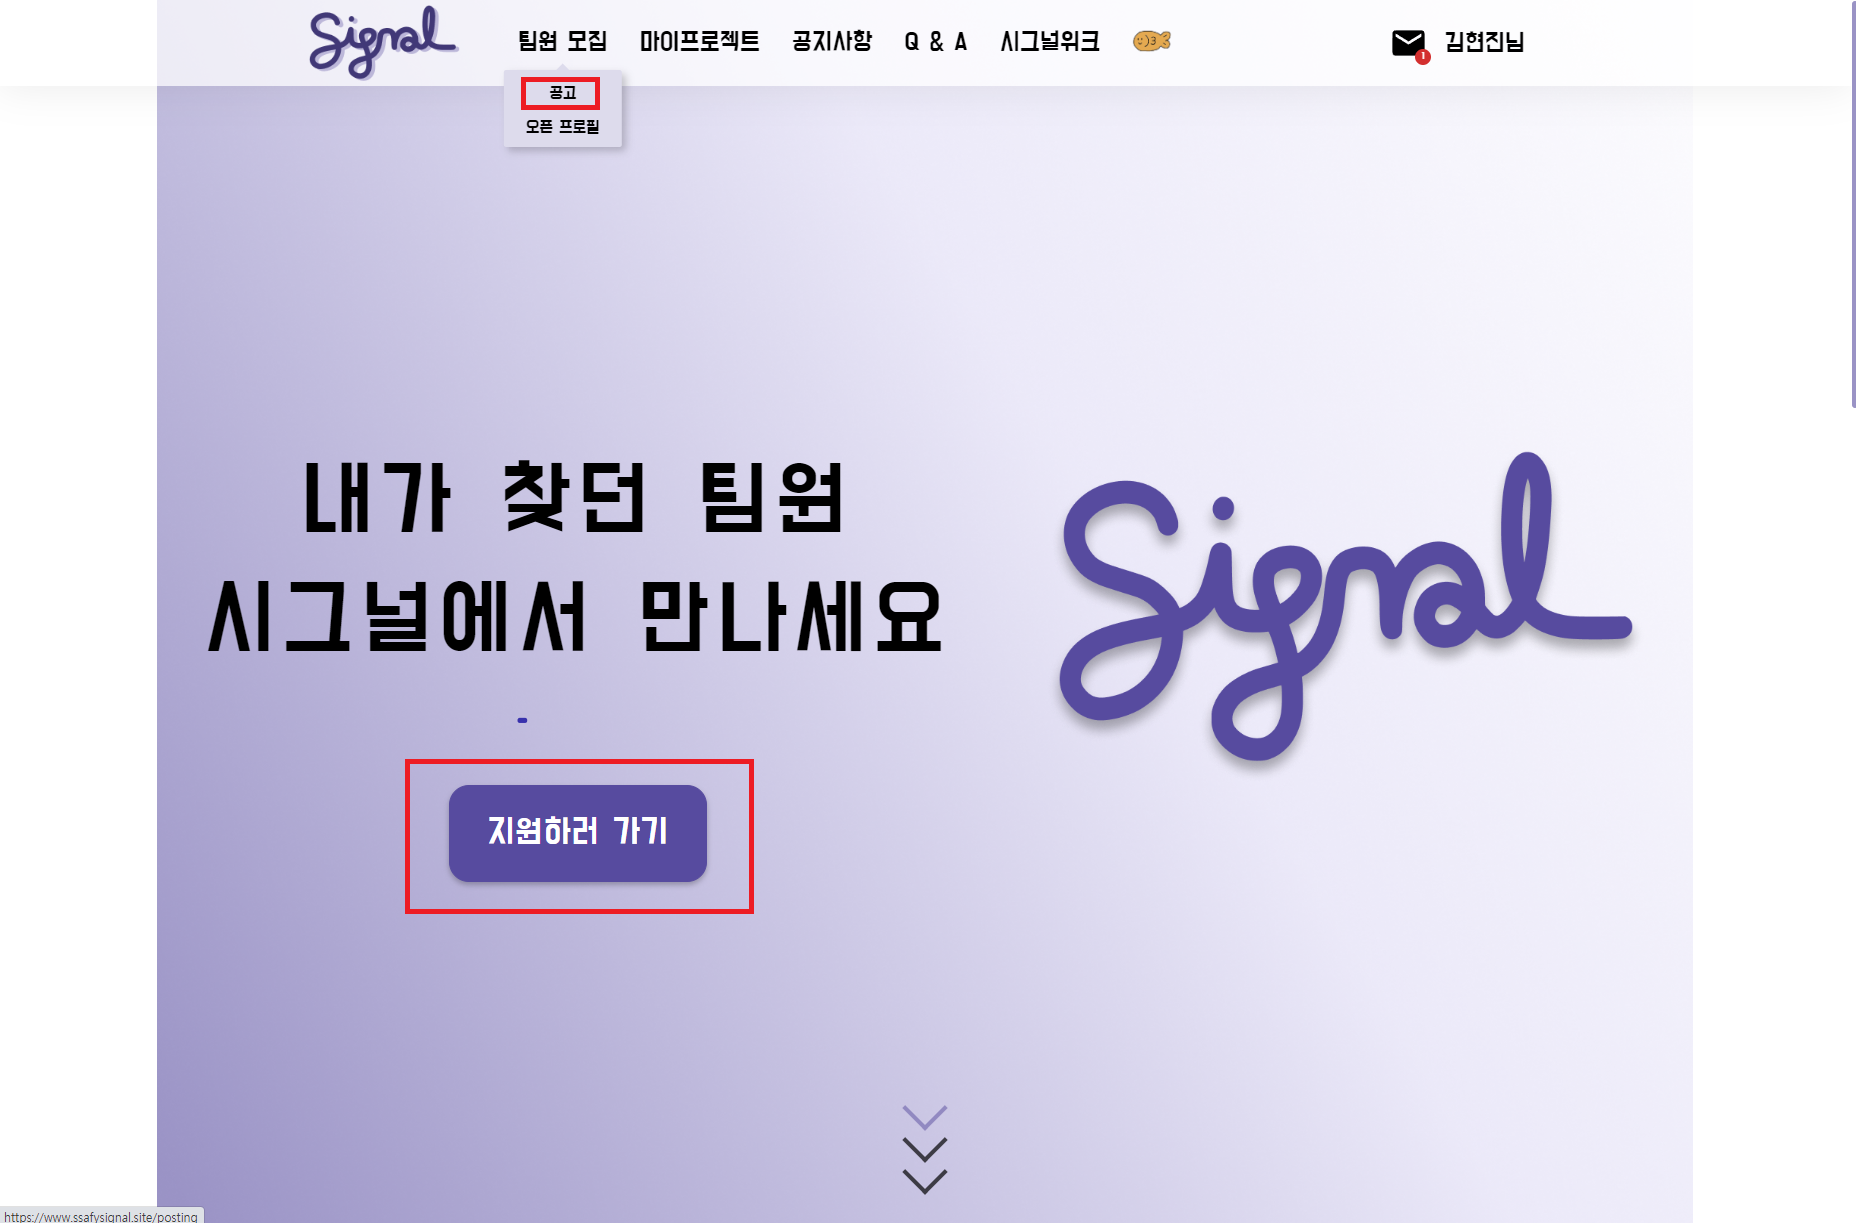 Signal
팀원 모집
마이프로젝트
공지사항
Q & A
시그널위크
1
김현진님
공고
오픈 프로필
내가 찾던 팀원
시그널에서 만나세요
Signal
-
지원하러 가기
https://www.ssafysignal.site/posting